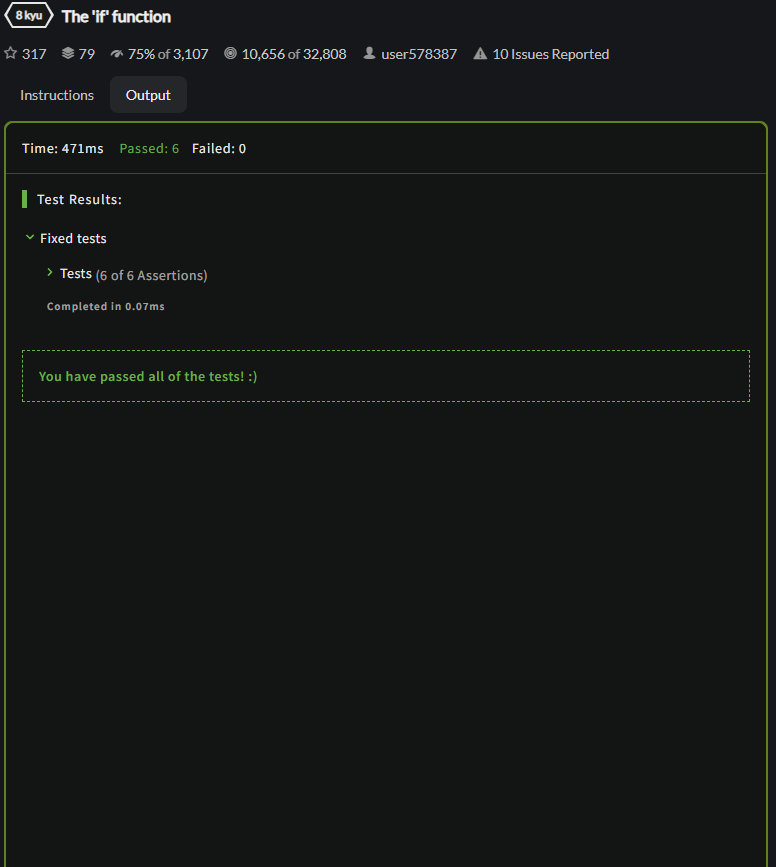 8 kyu The 'if' function
317 79 75% of 3,107 10,656 of 32,808 user578387 10 Issues Reported
Instructions Output
Time: 471ms Passed: 6 Failed: 0
Test Results:
Fixed tests
Tests (6 of 6 Assertions)
Completed in 0.07ms
You have passed all of the tests! :)